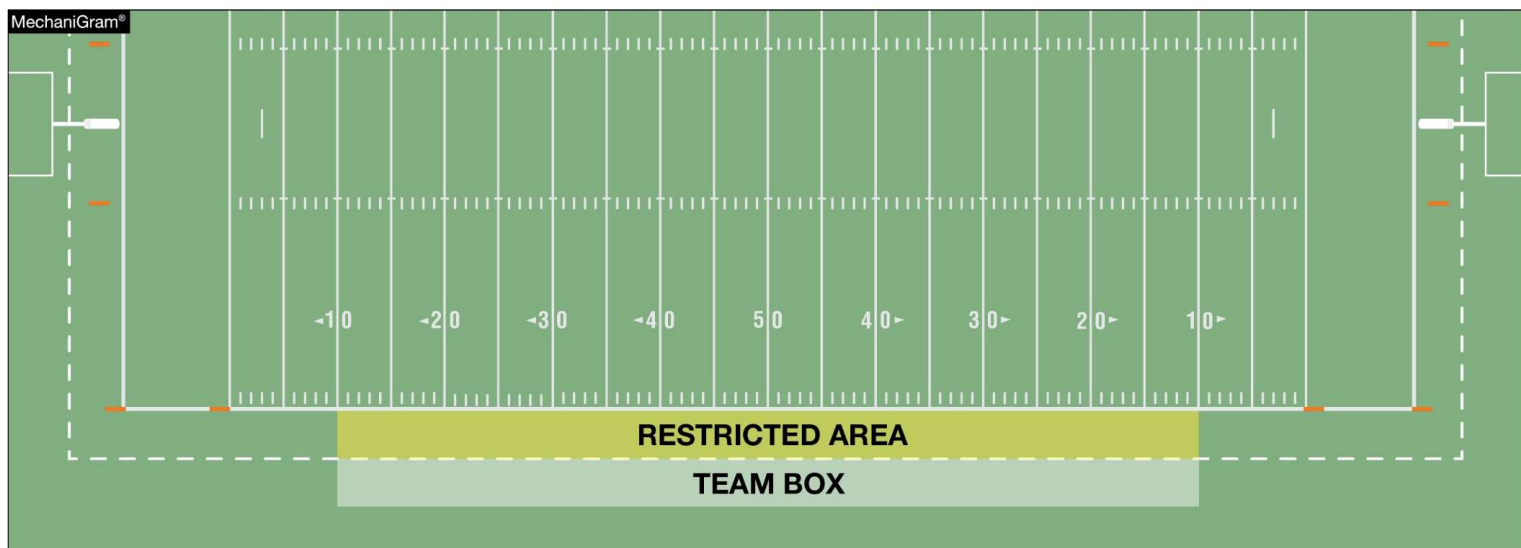 MechaniGram®
◄10 ◄20 ◄30 ◄40 50 40► 30► 20► 10►
RESTRICTED AREA
TEAM BOX